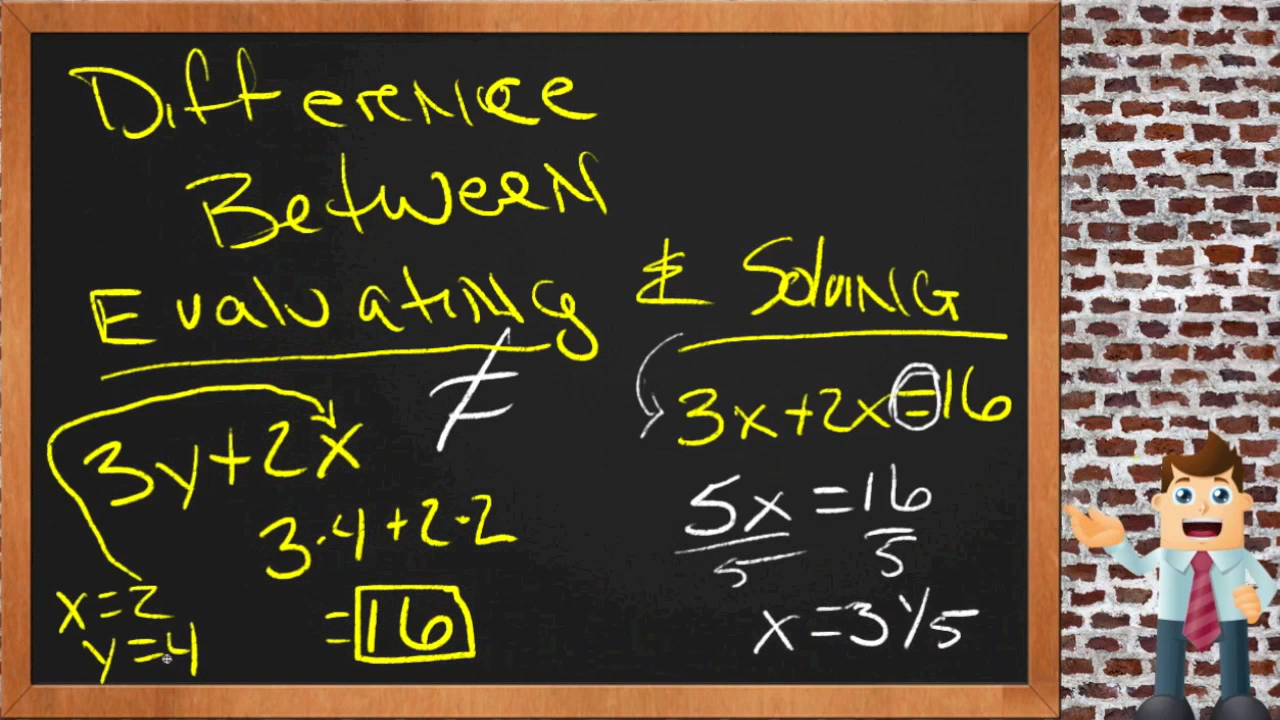 Difference
Between
Evaluating & Solving
≠
3y+2x
3·4+2·2
x=2
y=4
=16
3x+2x=16
5x=16
5 5
x=3 1/5